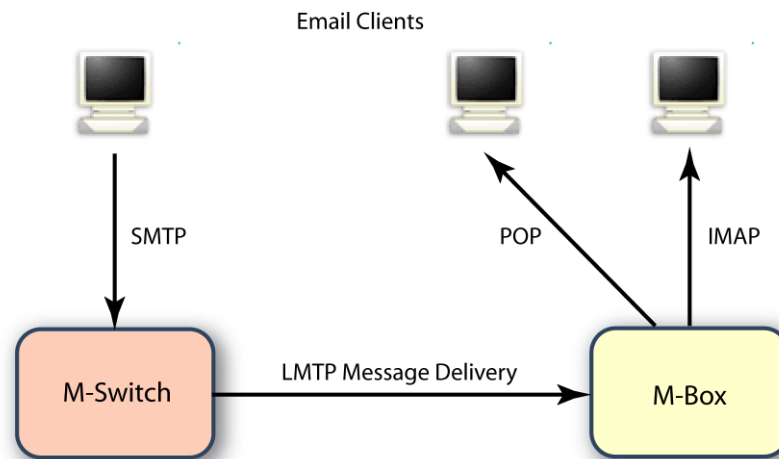 Email Clients
SMTP
POP
IMAP
LMTP Message Delivery
M-Switch
M-Box